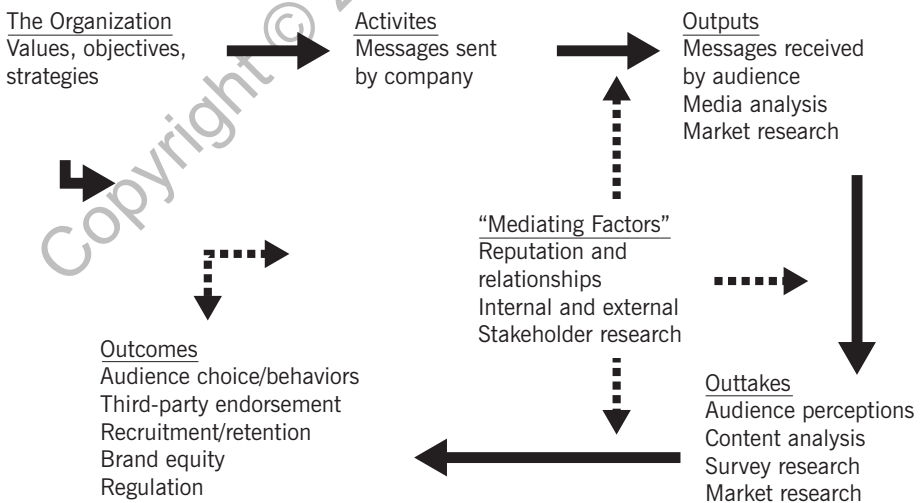 The Organization
Values, objectives,
strategies
Activites
Messages sent
by company
Outputs
Messages received
by audience
Media analysis
Market research
“Mediating Factors”
Reputation and
relationships
Internal and external
Stakeholder research
Outcomes
Audience choice/behaviors
Third-party endorsement
Recruitment/retention
Brand equity
Regulation
Outtakes
Audience perceptions
Content analysis
Survey research
Market research
Copyright ©